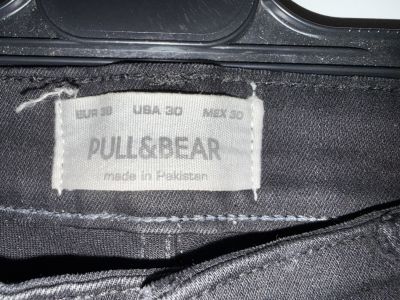 EUR 38 USA 30 MEX 30
PULL&BEAR
made in Pakistan